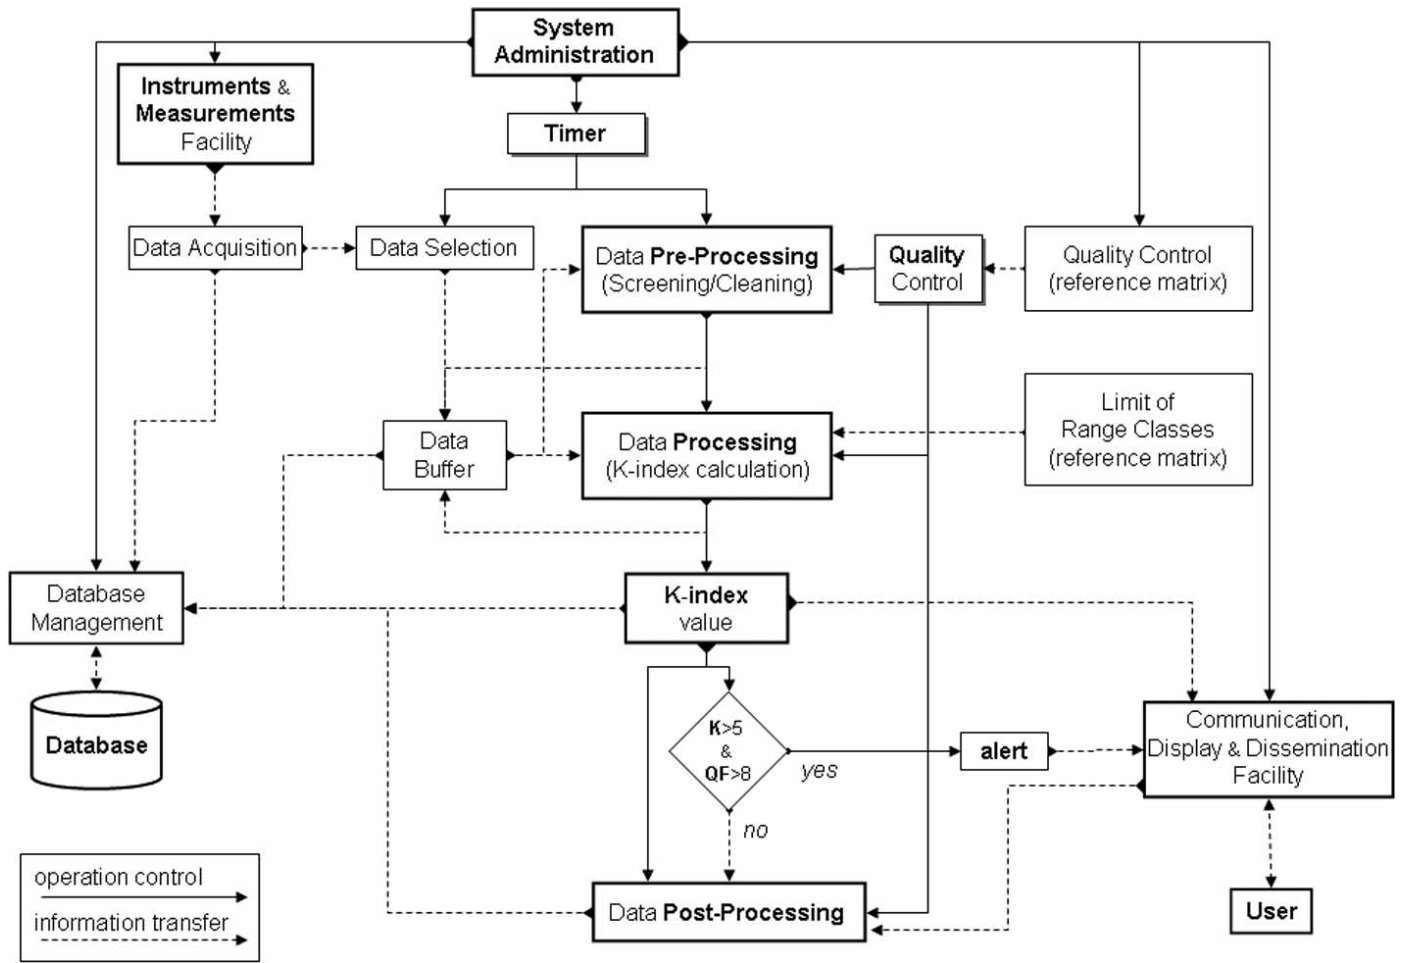 System
Administration
Instruments &
Measurements
Facility
Timer
Data Acquisition
Data Selection
Data Pre-Processing
(Screening/Cleaning)
Quality
Control
Quality Control
(reference matrix)
Limit of
Range Classes
(reference matrix)
Data
Buffer
Data Processing
(K-index calculation)
Database
Management
K-index
value
Database
K>5
&
QF>8
yes
no
alert
Communication,
Display & Dissemination
Facility
operation control
information transfer
Data Post-Processing
User